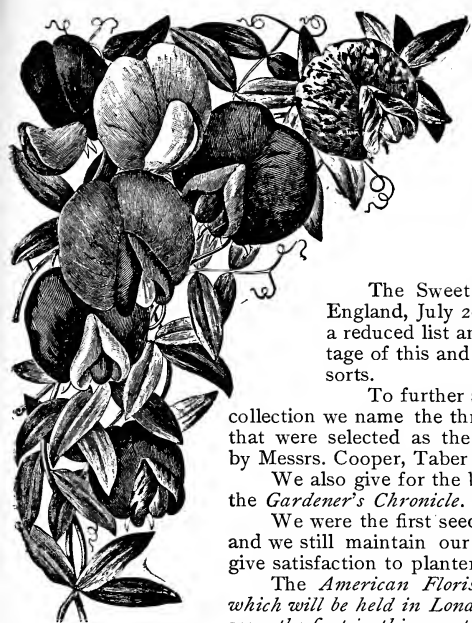 The Sweet
England, July 2
a reduced list an
tage of this and
sorts.
To further
collection we name the thr
that were selected as the
by Messrs. Cooper, Taber
We also give for the
the Gardener's Chronicle.
We were the first seed
and we still maintain our
give satisfaction to planter
The American Floris
which will be held in Lond